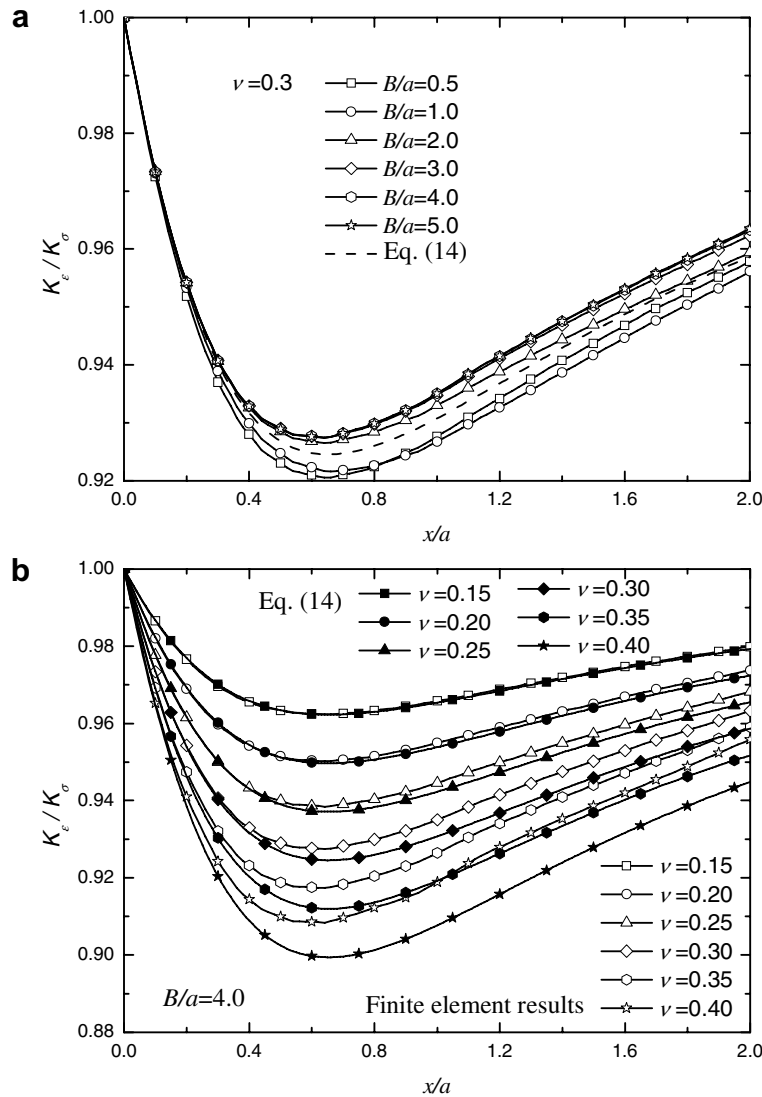 a
1.00
0.98
0.96
0.94
0.92
Kε / Kσ
ν =0.3
B/a=0.5
B/a=1.0
B/a=2.0
B/a=3.0
B/a=4.0
B/a=5.0
Eq. (14)
0.0 0.4 0.8 1.2 1.6 2.0
x/a
b
1.00
0.98
0.96
0.94
0.92
0.90
0.88
Kε / Kσ
Eq. (14)
ν =0.15
ν =0.20
ν =0.25
ν =0.30
ν =0.35
ν =0.40
ν =0.15
ν =0.20
ν =0.25
ν =0.30
ν =0.35
ν =0.40
B/a=4.0
Finite element results
0.0 0.4 0.8 1.2 1.6 2.0
x/a